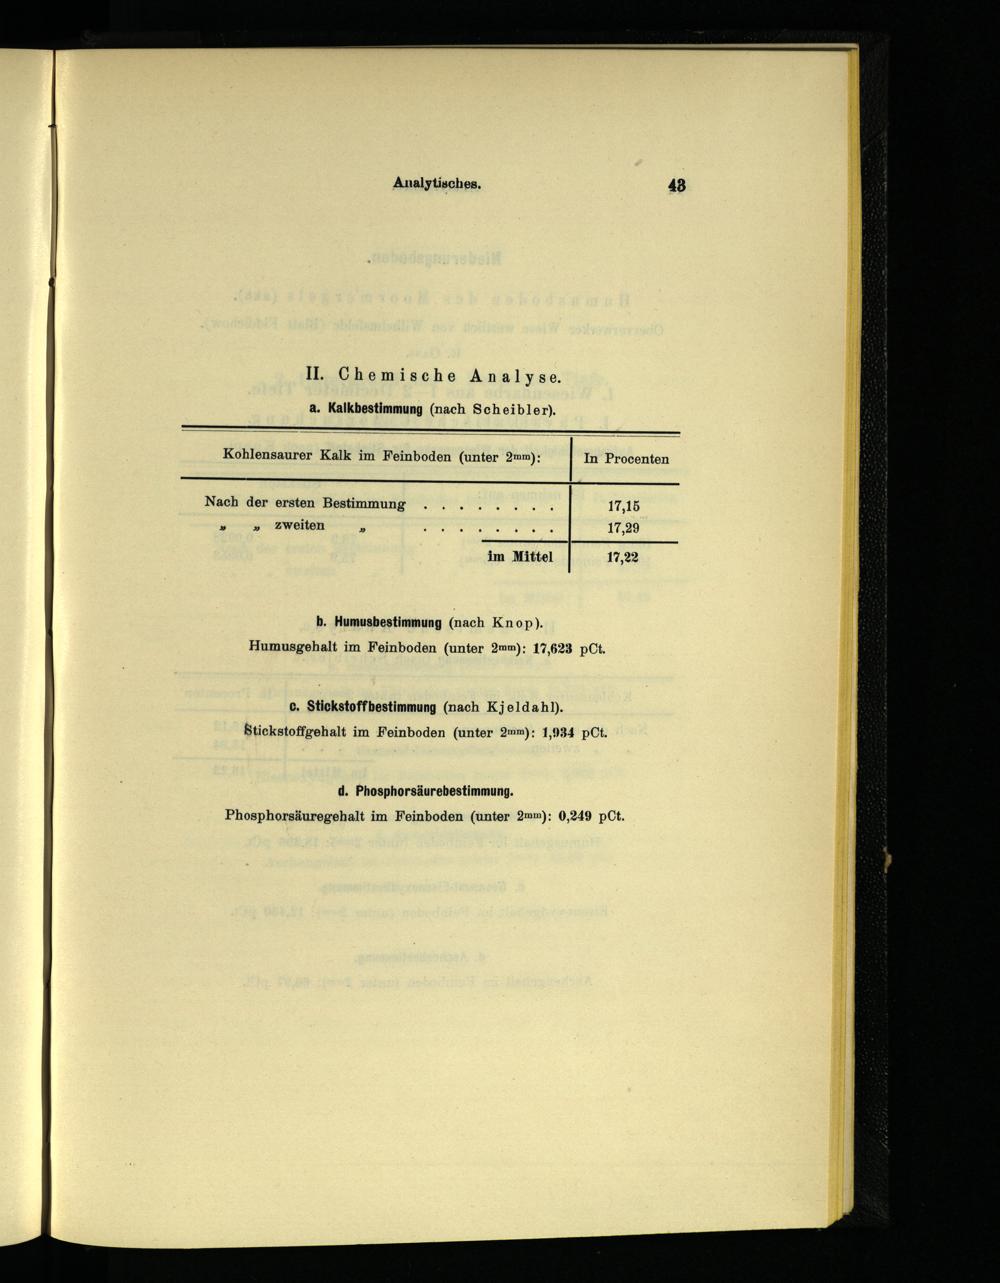 Analytisches. 43
II. Chemische Analyse.
a. Kalkbestimmung (nach Scheibler).
Kohlensaurer Kalk im Feinboden (unter 2mm): In Procenten
Nach der ersten Bestimmung . . . . . . . . 17,15
„ „ zweiten „ . . . . . . . . 17,29
im Mittel 17,22
b. Humusbestimmung (nach Knop).
Humusgehalt im Feinboden (unter 2mm): 17,623 pCt.
c. Stickstoffbestimmung (nach Kjeldahl).
Stickstoffgehalt im Feinboden (unter 2mm): 1,934 pCt.
d. Phosphorsäurebestimmung.
Phosphorsäuregehalt im Feinboden (unter 2mm): 0,249 pCt.